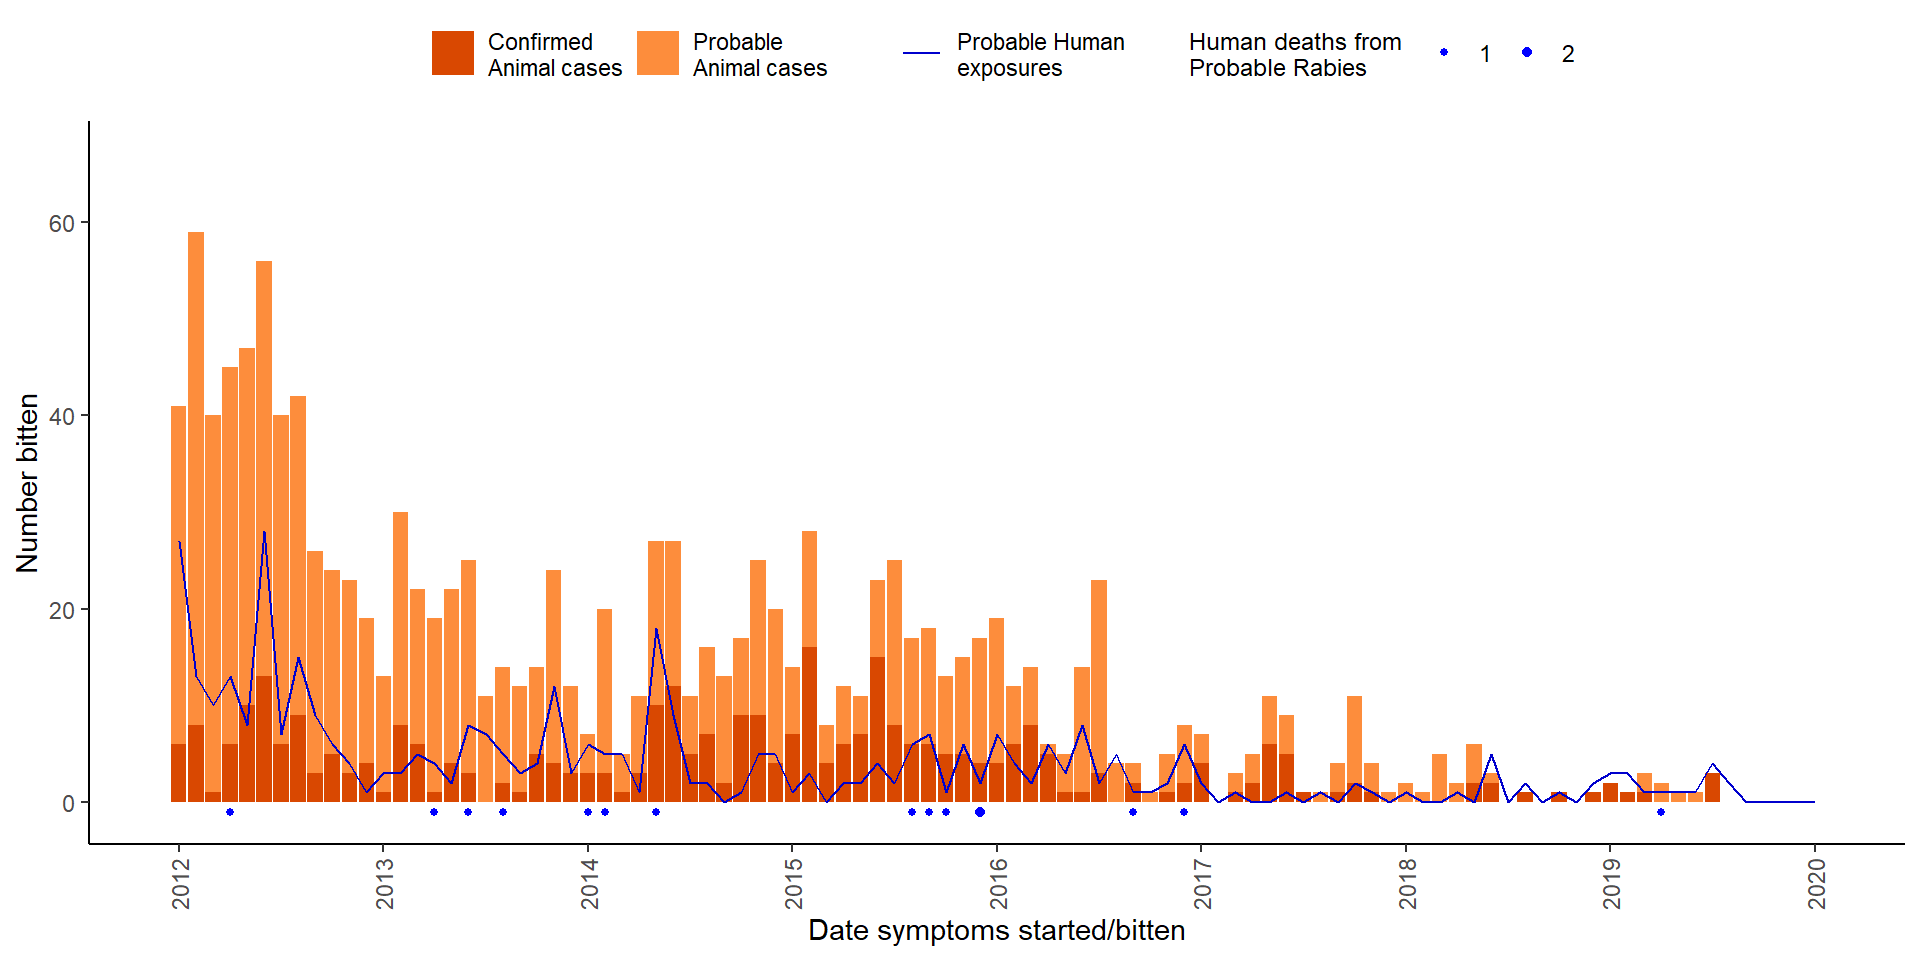 Confirmed
Animal cases
Probable
Animal cases
Probable Human
exposures
Human deaths from
Probable Rabies
1
2
Number bitten
60
40
20
0
2012
2013
2014
2015
2016
2017
2018
2019
2020
Date symptoms started/bitten